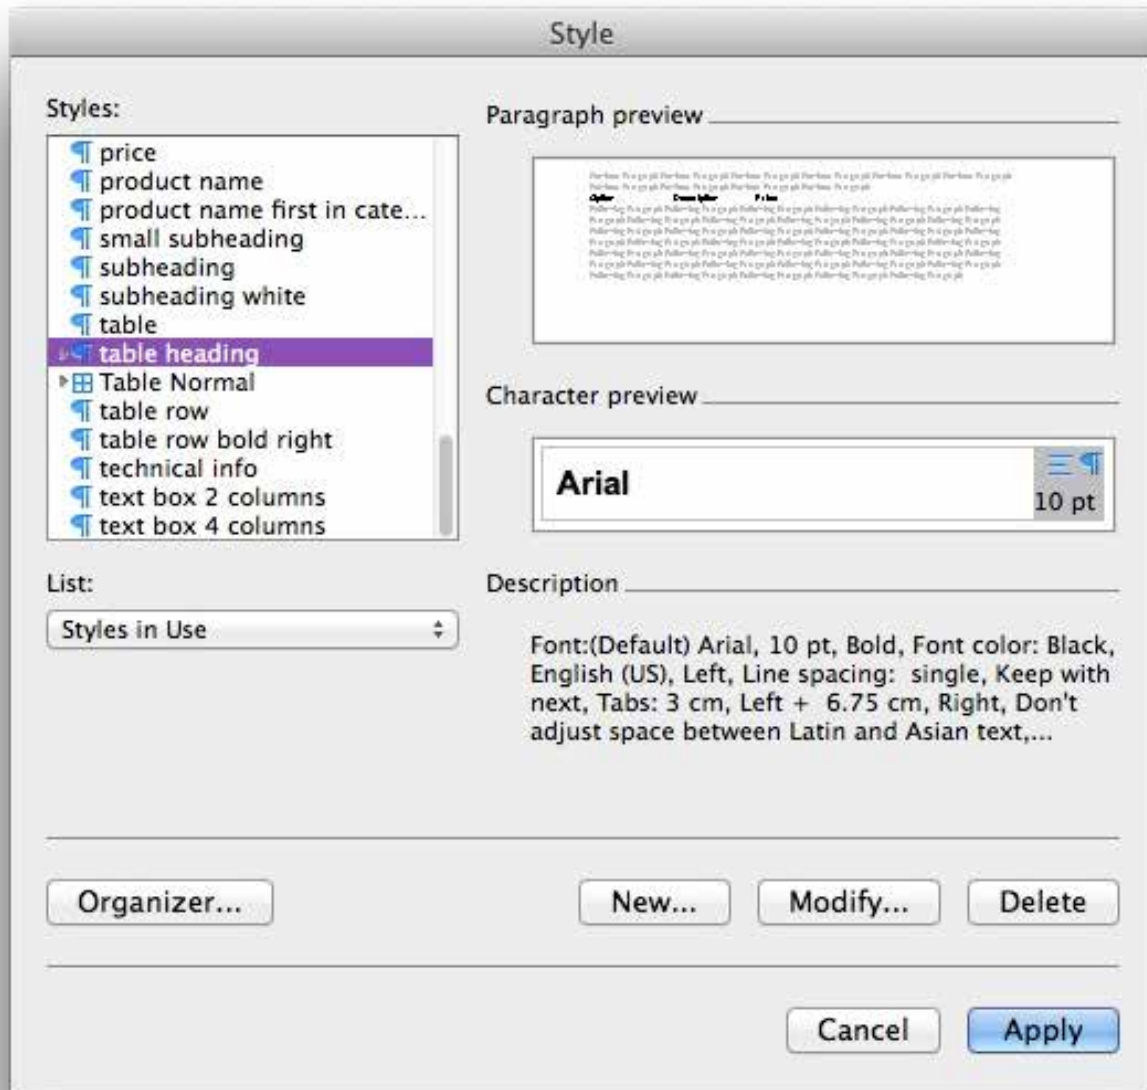 Style
Styles:
price
product name
product name first in cate...
small subheading
subheading
subheading white
table
table heading
Table Normal
table row
table row bold right
technical info
text box 2 columns
text box 4 columns
List:
Styles in Use
Paragraph preview
Character preview
Arial
10 pt
Description
Font:(Default) Arial, 10 pt, Bold, Font color: Black,
English (US), Left, Line spacing:  single, Keep with
next, Tabs: 3 cm, Left +  6.75 cm, Right, Don't
adjust space between Latin and Asian text,...
Organizer...
New...
Modify...
Delete
Cancel
Apply